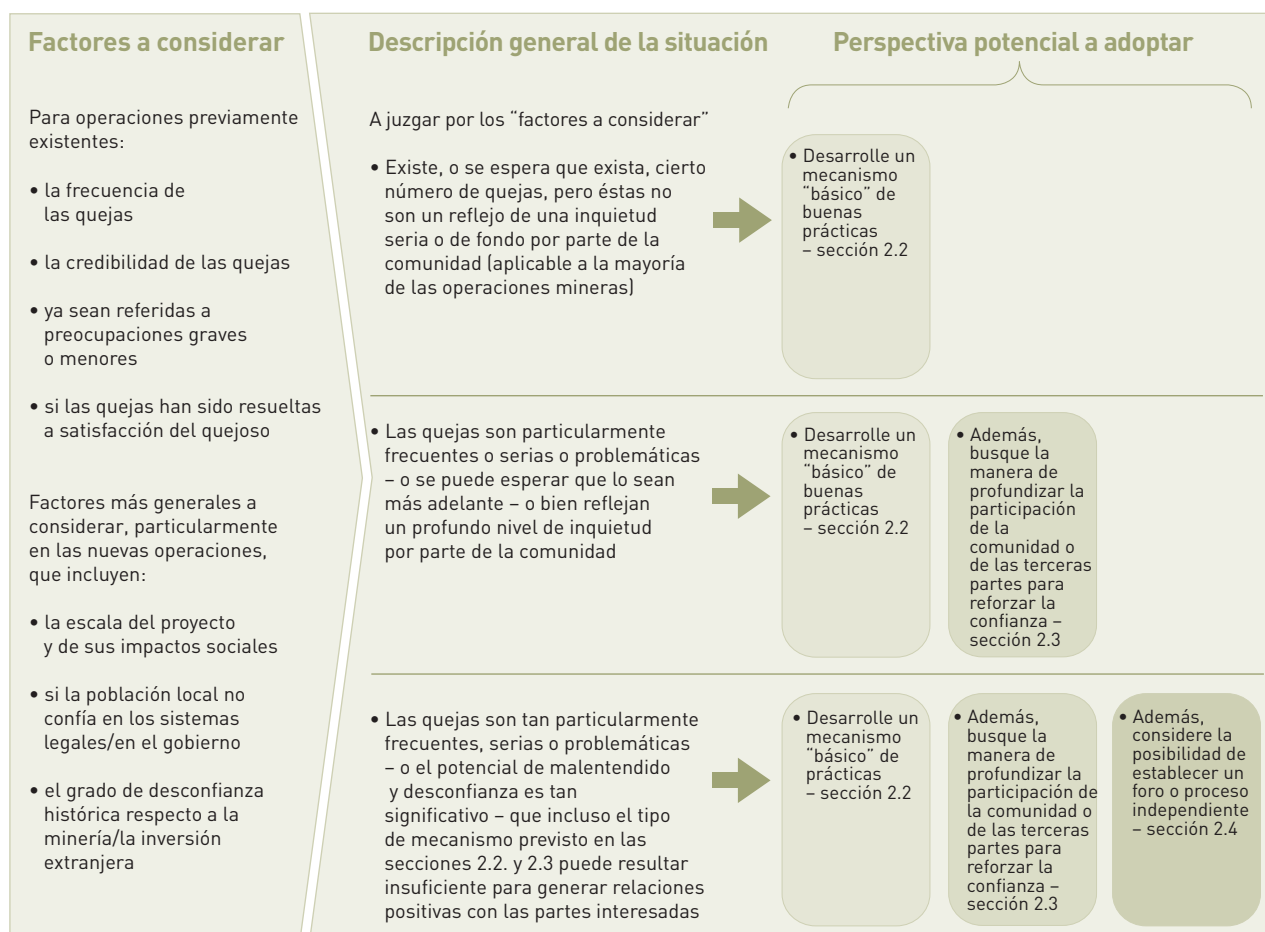 Factores a considerar
Para operaciones previamente
existentes:
• la frecuencia de
las quejas
• la credibilidad de las quejas
• ya sean referidas a
preocupaciones graves
o menores
• si las quejas han sido resueltas
a satisfacción del quejoso
Factores más generales a
considerar, particularmente
en las nuevas operaciones,
que incluyen:
• la escala del proyecto
y de sus impactos sociales
• si la población local no
confía en los sistemas
legales/en el gobierno
• el grado de desconfianza
histórica respecto a la
minería/la inversión
extranjera
Descripción general de la situación
Perspectiva potencial a adoptar
A juzgar por los “factores a considerar”
• Existe, o se espera que exista, cierto
número de quejas, pero éstas no
son un reflejo de una inquietud
seria o de fondo por parte de la
comunidad (aplicable a la mayoría
de las operaciones mineras)
• Desarrolle un
mecanismo
“básico” de
buenas
prácticas
– sección 2.2
• Las quejas son particularmente
frecuentes o serias o problemáticas
– o se puede esperar que lo sean
más adelante – o bien reflejan
un profundo nivel de inquietud
por parte de la comunidad
• Desarrolle un
mecanismo
“básico” de
buenas
prácticas
– sección 2.2
• Además,
busque la
manera de
profundizar la
participación
de la
comunidad o
de las terceras
partes para
reforzar la
confianza –
sección 2.3
• Las quejas son tan particularmente
frecuentes, serias o problemáticas
– o el potencial de malentendido
y desconfianza es tan
significativo – que incluso el tipo
de mecanismo previsto en las
secciones 2.2. y 2.3 puede resultar
insuficiente para generar relaciones
positivas con las partes interesadas
• Desarrolle un
mecanismo
“básico” de
prácticas
– sección 2.2
• Además,
busque la
manera de
profundizar la
participación de
la comunidad o
de las terceras
partes para
reforzar la
confianza –
sección 2.3
• Además,
considere la
posibilidad de
establecer un
foro o proceso
independiente
– sección 2.4